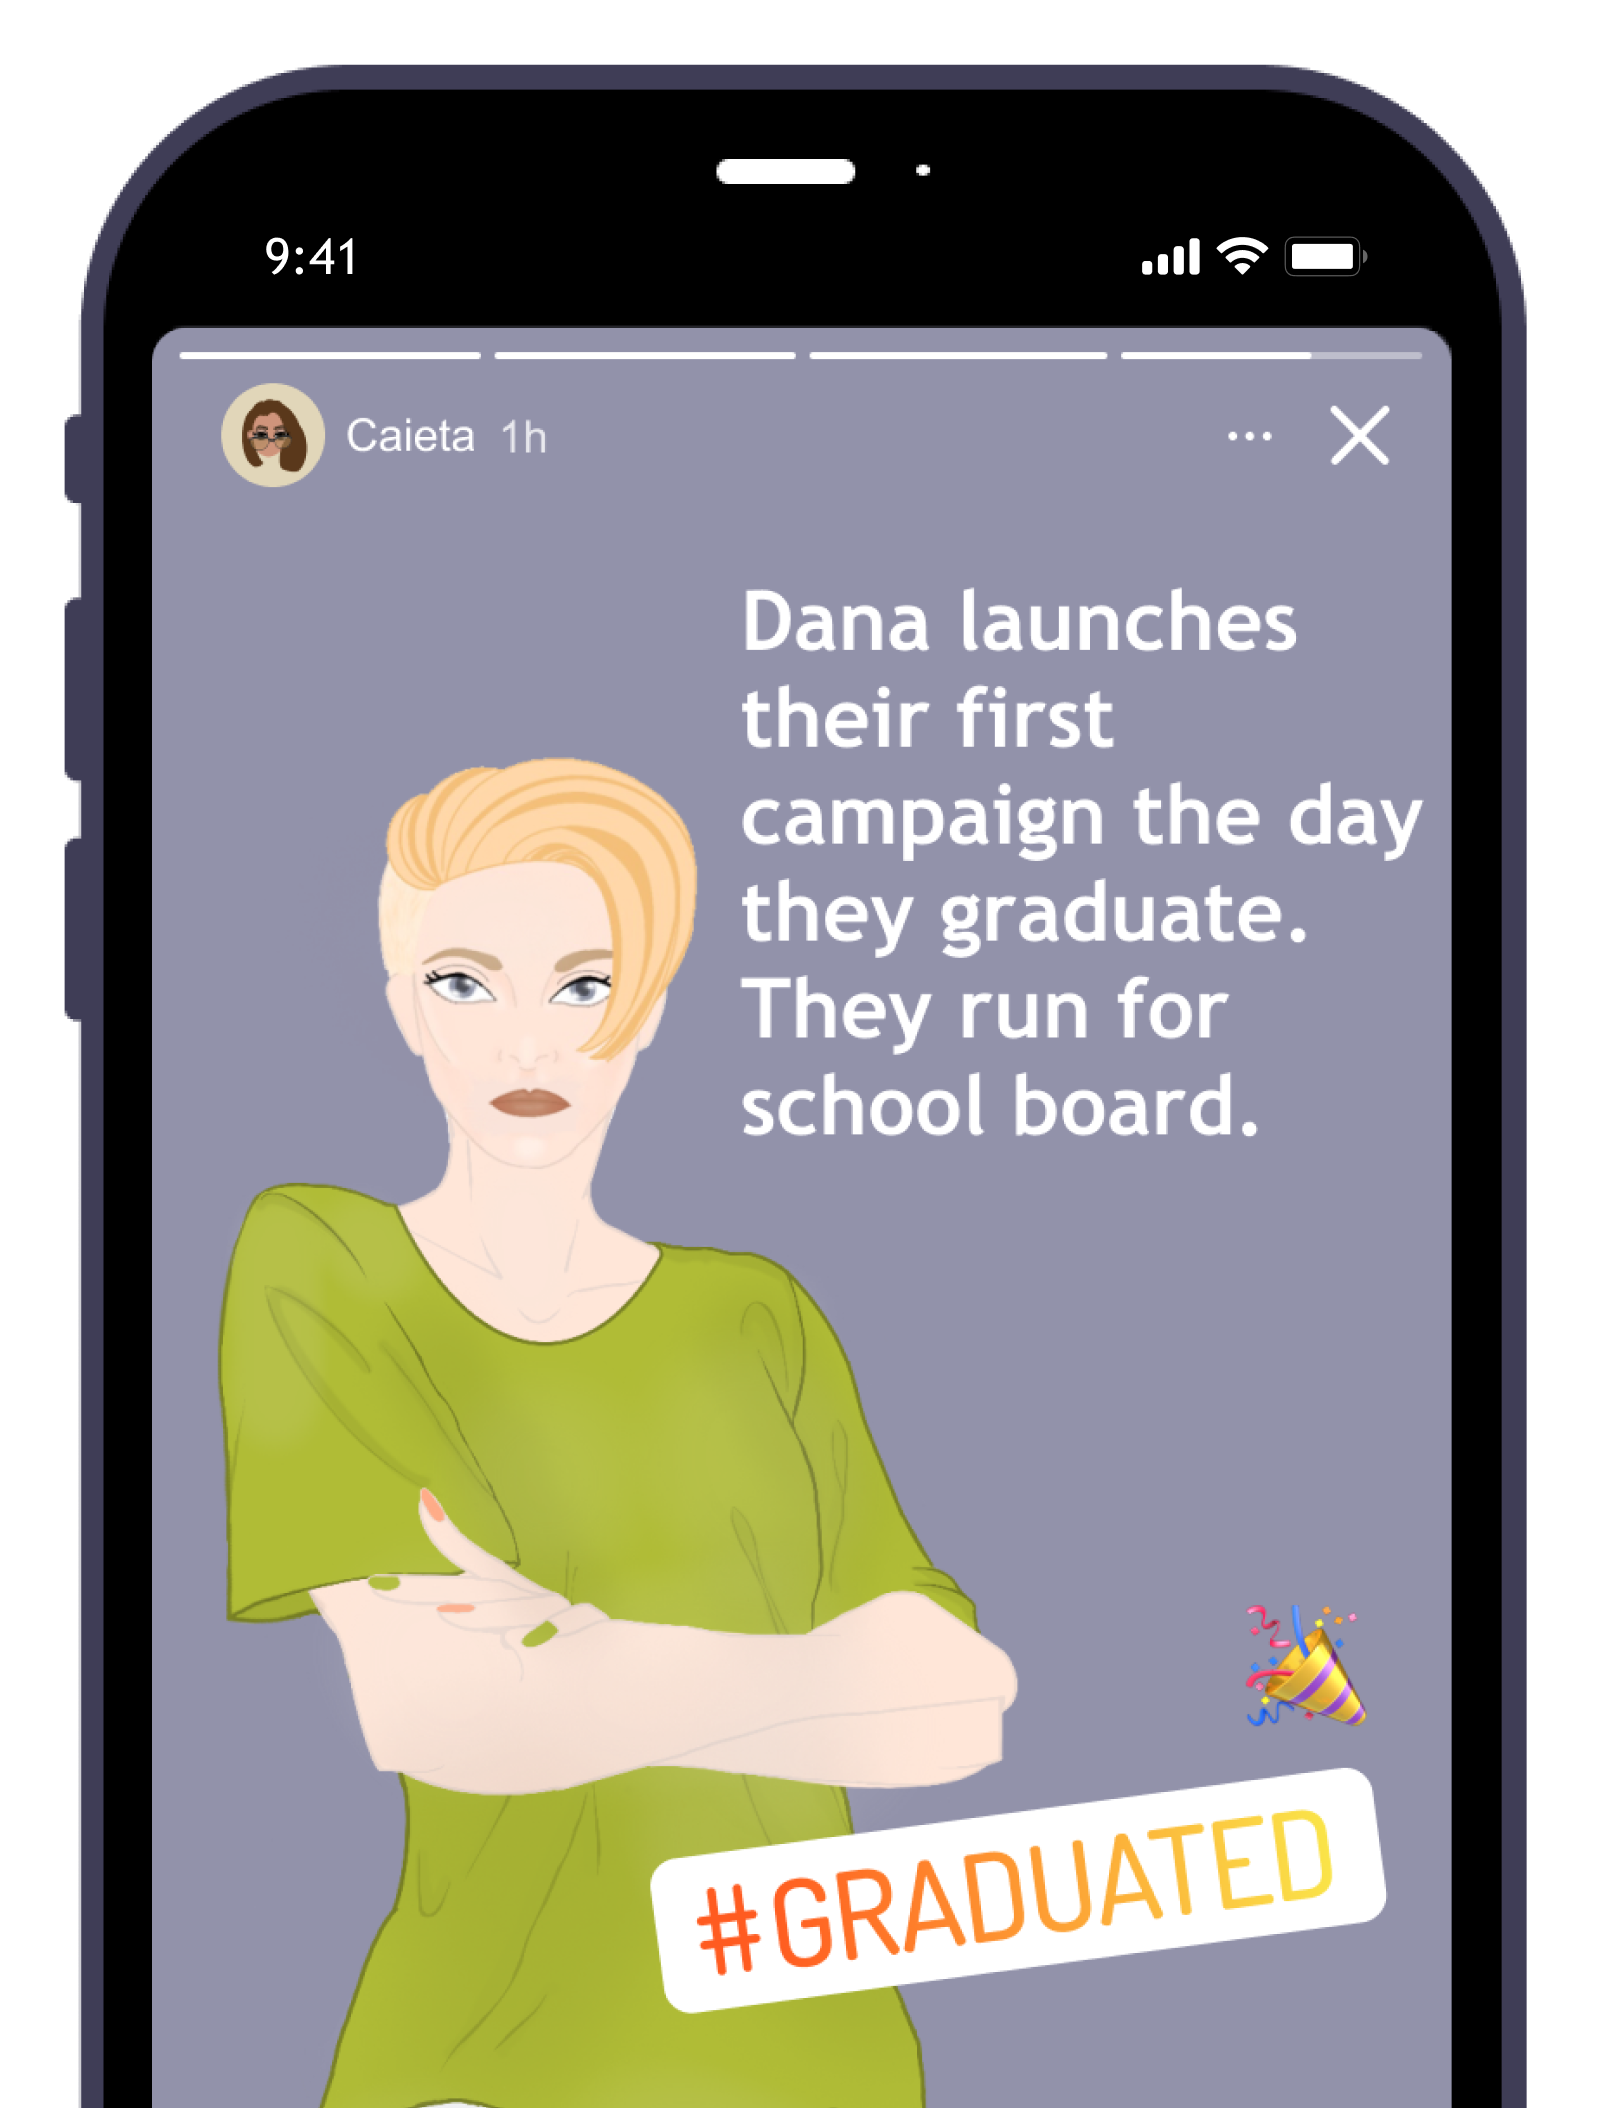 9:41
Caieta 1h
Dana launches
their first
campaign the day
they graduate.
They run for
school board.
#GRADUATED